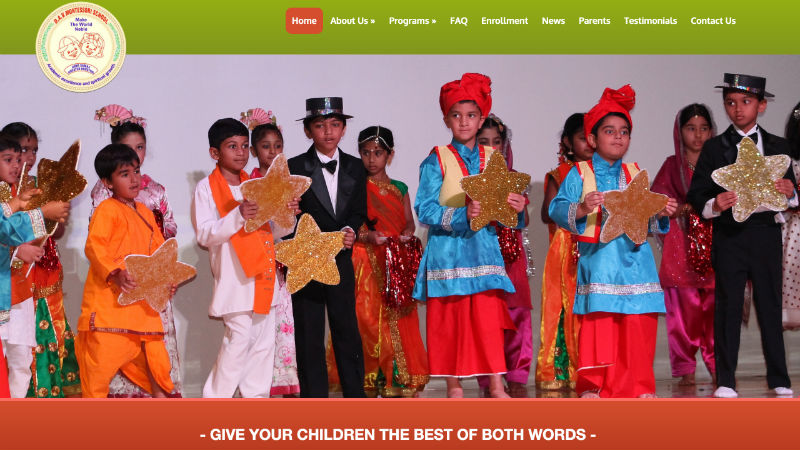 D.A.V MONTESSORI SCHOOL
Make
The World
Noble
Academic excellence and spiritual growth
Home
About Us »
Programs »
FAQ
Enrollment
News
Parents
Testimonials
Contact Us
- GIVE YOUR CHILDREN THE BEST OF BOTH WORDS -